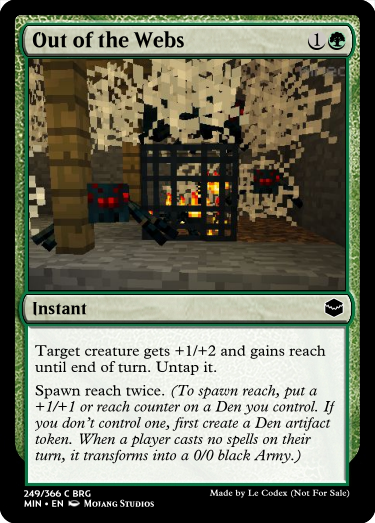 Out of the Webs 1
Instant
Target creature gets +1/+2 and gains reach
until end of turn. Untap it.
Spawn reach twice. (To spawn reach, put a
+1/+1 or reach counter on a Den you control. If
you don't control one, first create a Den artifact
token. When a player casts no spells on their
turn, it transforms into a 0/0 black Army.)
249/366 C BRG
MIN • EN Mojang Studios
Made by Le Codex (Not For Sale)